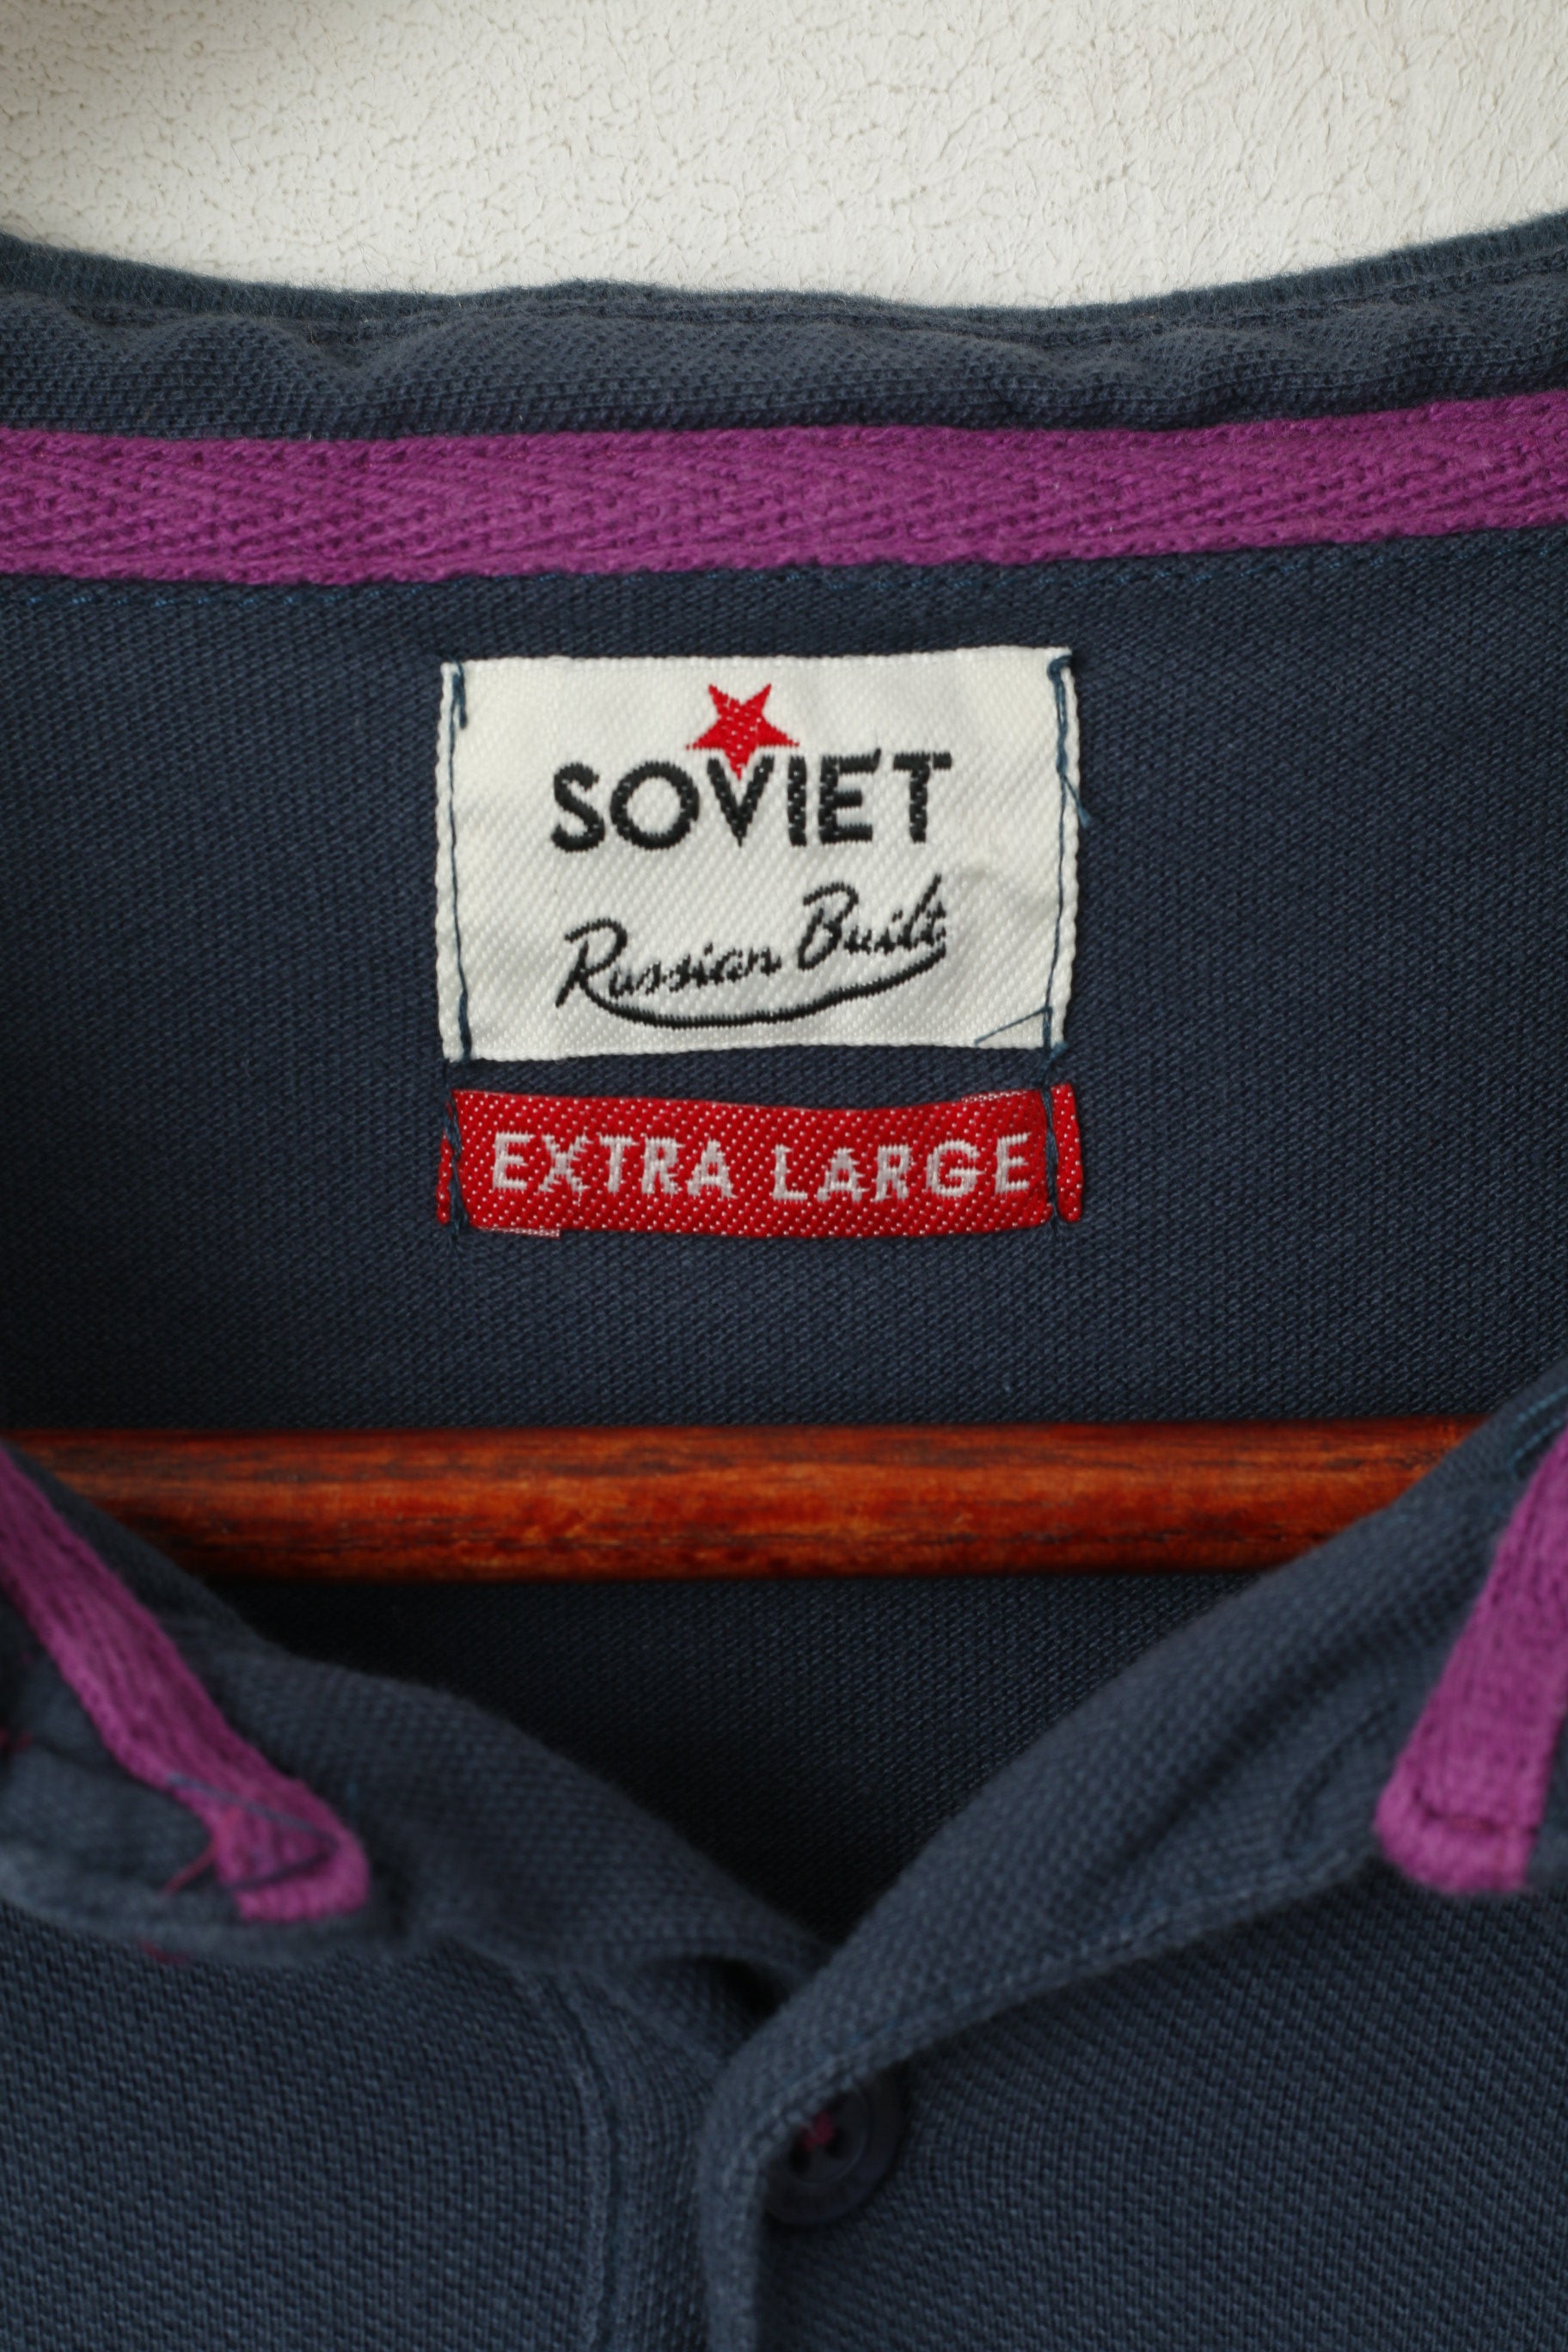 SOVIET
Russian Built
EXTRA LARGE